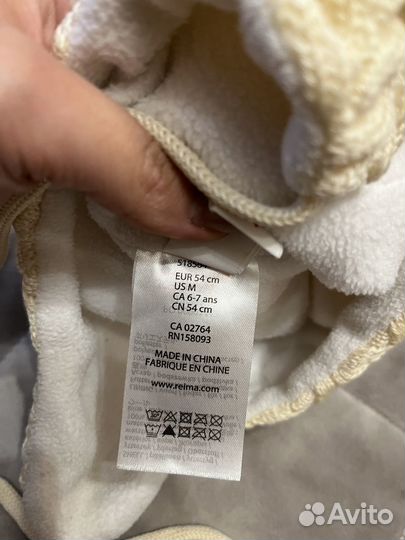 EUR 54 cm
US M
CA 6-7 ans
CN 54 cm
CA 02764
RN158093
MADE IN CHINA
FABRIQUE EN CHINE
www.reima.com
Avito